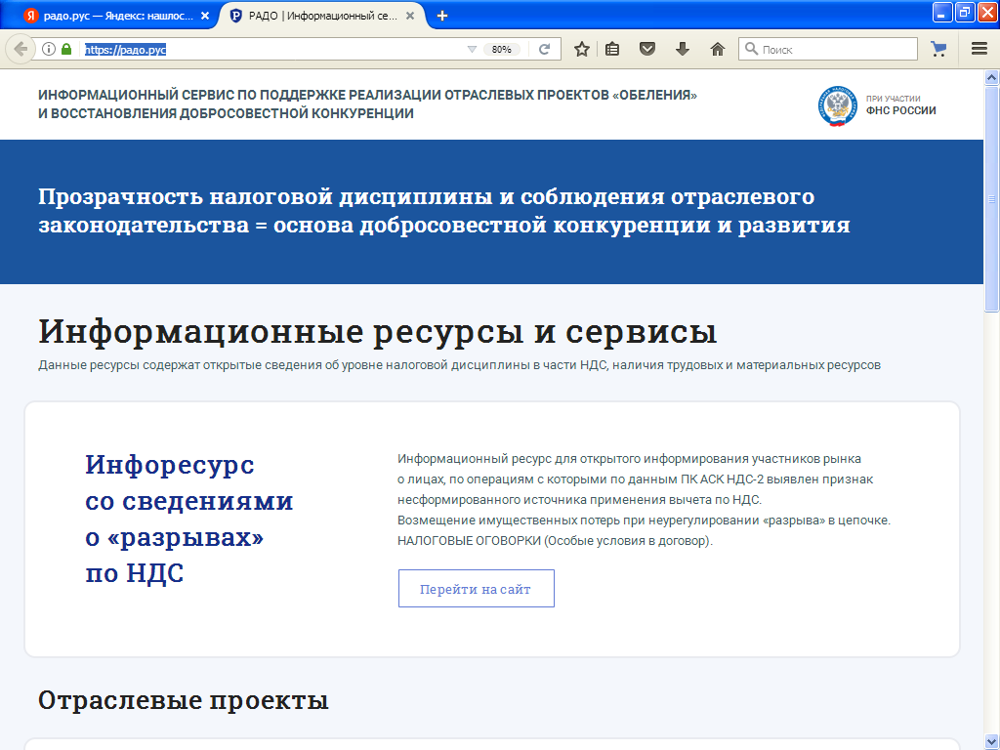 радо.рус — Яндекс: нашлос...
РАДО | Информационный се...
https://радо.рус
80%
Поиск
ИНФОРМАЦИОННЫЙ СЕРВИС ПО ПОДДЕРЖКЕ РЕАЛИЗАЦИИ ОТРАСЛЕВЫХ ПРОЕКТОВ «ОБЕЛЕНИЯ»
И ВОССТАНОВЛЕНИЯ ДОБРОСОВЕСТНОЙ КОНКУРЕНЦИИ
ПРИ УЧАСТИИ
ФНС РОССИИ
Прозрачность налоговой дисциплины и соблюдения отраслевого
законодательства = основа добросовестной конкуренции и развития
Информационные ресурсы и сервисы
Данные ресурсы содержат открытые сведения об уровне налоговой дисциплины в части НДС, наличия трудовых и материальных ресурсов
Инфоресурс
со сведениями
о «разрывах»
по НДС
Информационный ресурс для открытого информирования участников рынка
о лицах, по операциям с которыми по данным ПК АСК НДС-2 выявлен признак
несформированного источника применения вычета по НДС.
Возмещение имущественных потерь при неурегулировании «разрыва» в цепочке.
НАЛОГОВЫЕ ОГОВОРКИ (Особые условия в договор).
Перейти на сайт
Отраслевые проекты